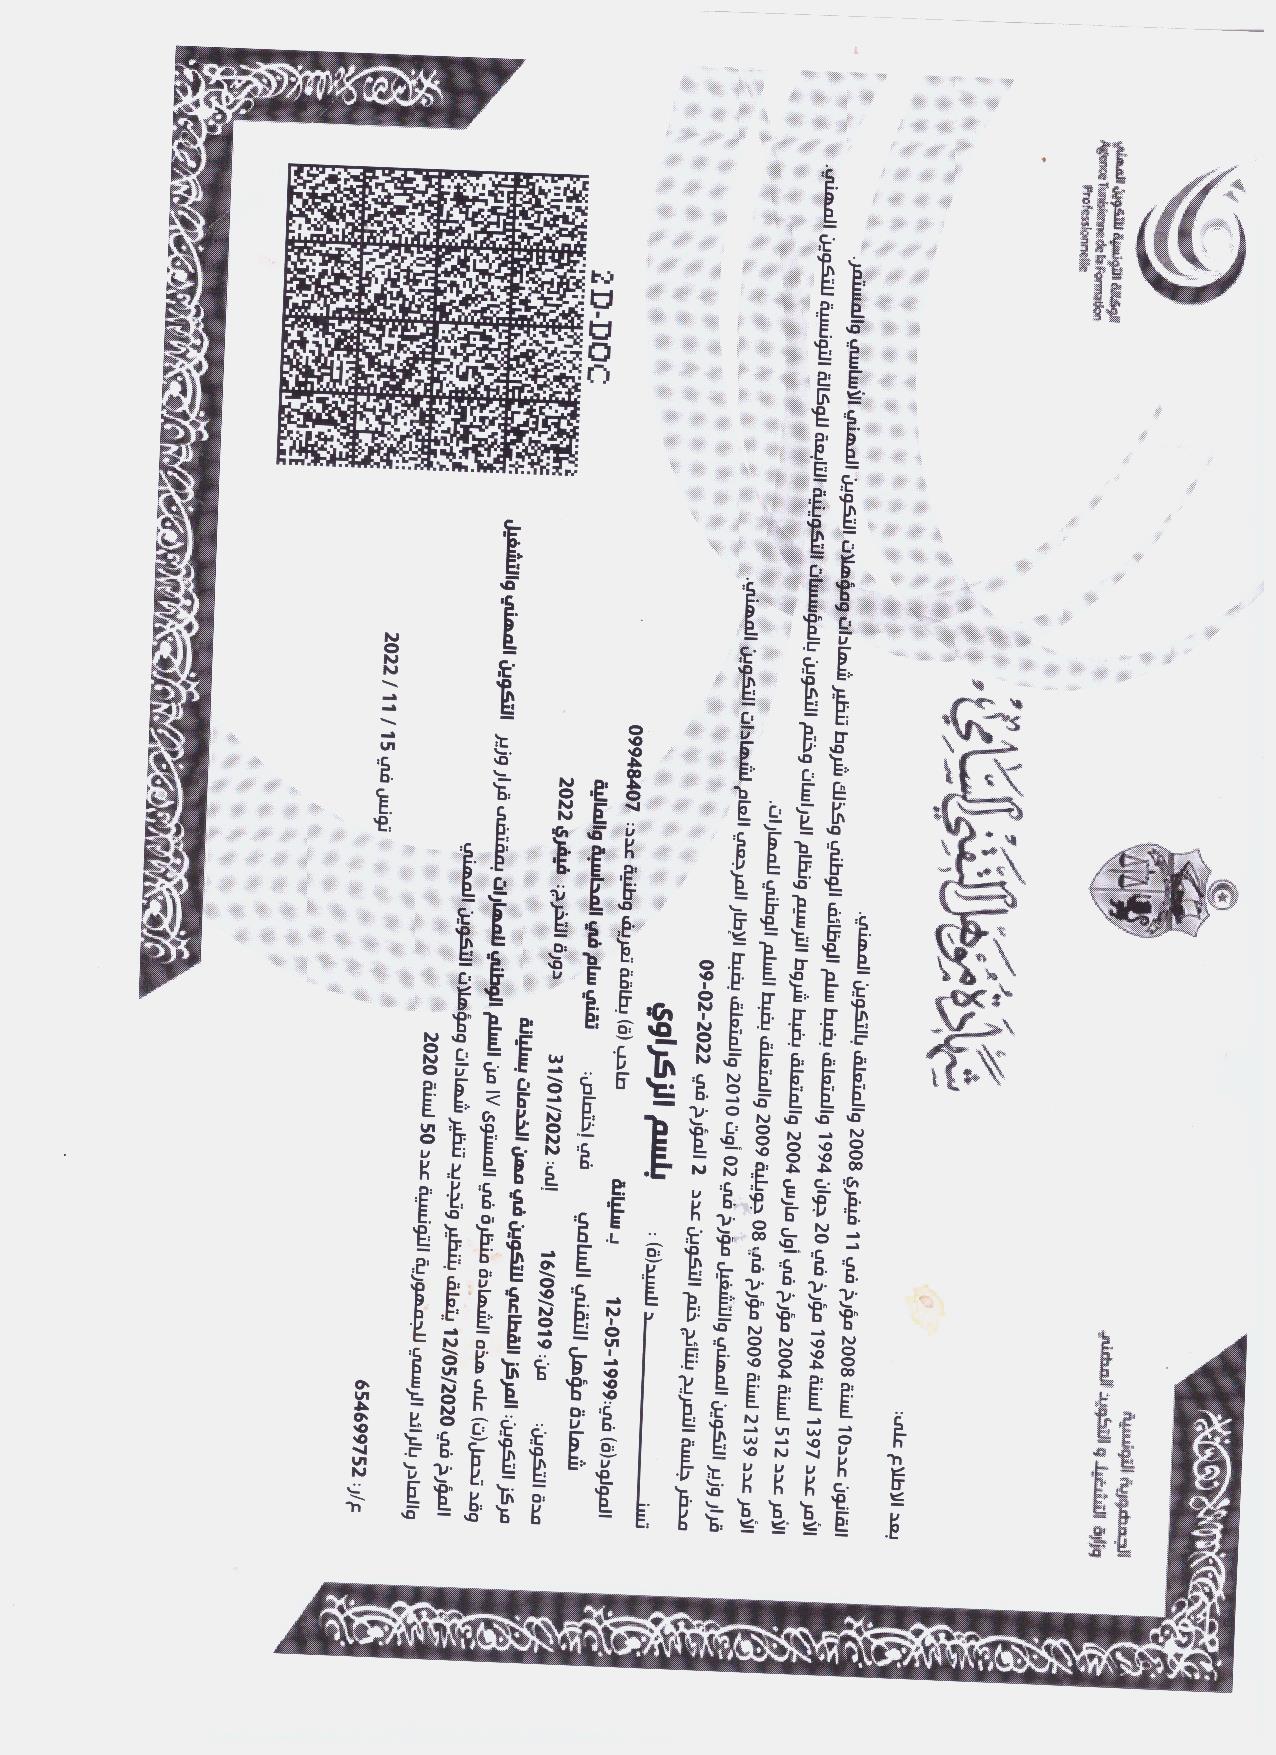 الجمهورية التونسية
وزارة التشغيل و التكوين المهني
الوكالة التونسية للتكوين المهني
Agence Tunisienne de la Formation
Professionnelle
شهادة مؤهل التقني السامي
بعد الاطلاع على:
القانون عدد10 لسنة 2008 مؤرخ في 11 فيفري 2008 والمتعلق بالتكوين المهني.
الأمر عدد 1397 لسنة 1994 مؤرخ في 20 جوان 1994 والمتعلق بضبط سلم الوظائف الوطني وكذلك شروط تنظير شهادات ومؤهلات التكوين المهني الأساسي والمستمر.
الأمر عدد 512 لسنة 2004 مؤرخ في أول مارس 2004 والمتعلق بضبط شروط الترسيم ونظام الدراسات وختم التكوين بالمؤسسات التكوينية التابعة للوكالة التونسية للتكوين المهني.
الأمر عدد 2139 لسنة 2009 مؤرخ في 08 جويلية 2009 والمتعلق بضبط السلم الوطني للمهارات.
قرار وزير التكوين المهني والتشغيل مؤرخ في 02 أوت 2010 والمتعلق بضبط الإطار المرجعي العام لشهادات التكوين المهني.
محضر جلسة التصريح بنتائج ختم التكوين عدد 2 المؤرخ في 2022-02-09
تسنـــــــد للسيد(ة) : بلسم الزكراوي
المولود(ة) في:1999-05-12 بـ سليانة صاحب (ة) بطاقة تعريف وطنية عدد: 09948407
شهادة مؤهل التقني السامي في إختصاص: تقني سام في المحاسبة والمالية
مدة التكوين: من: 16/09/2019 إلى: 31/01/2022 دورة التخرج: فيفري 2022
مركز التكوين: المركز القطاعي للتكوين في مهن الخدمات بسليانة
وقد تحصل(ت) على هذه الشهادة منظرة في المستوى IV من السلم الوطني للمهارات بمقتضى قرار وزير التكوين المهني والتشغيل
المؤرخ في 12/05/2020 يتعلق بتنظير وتجديد تنظير شهادات ومؤهلات التكوين المهني
والصادر بالرائد الرسمي للجمهورية التونسية عدد 50 لسنة 2020
تونس في 15 / 11 / 2022
ع/ر: 654699752
2D-DOC